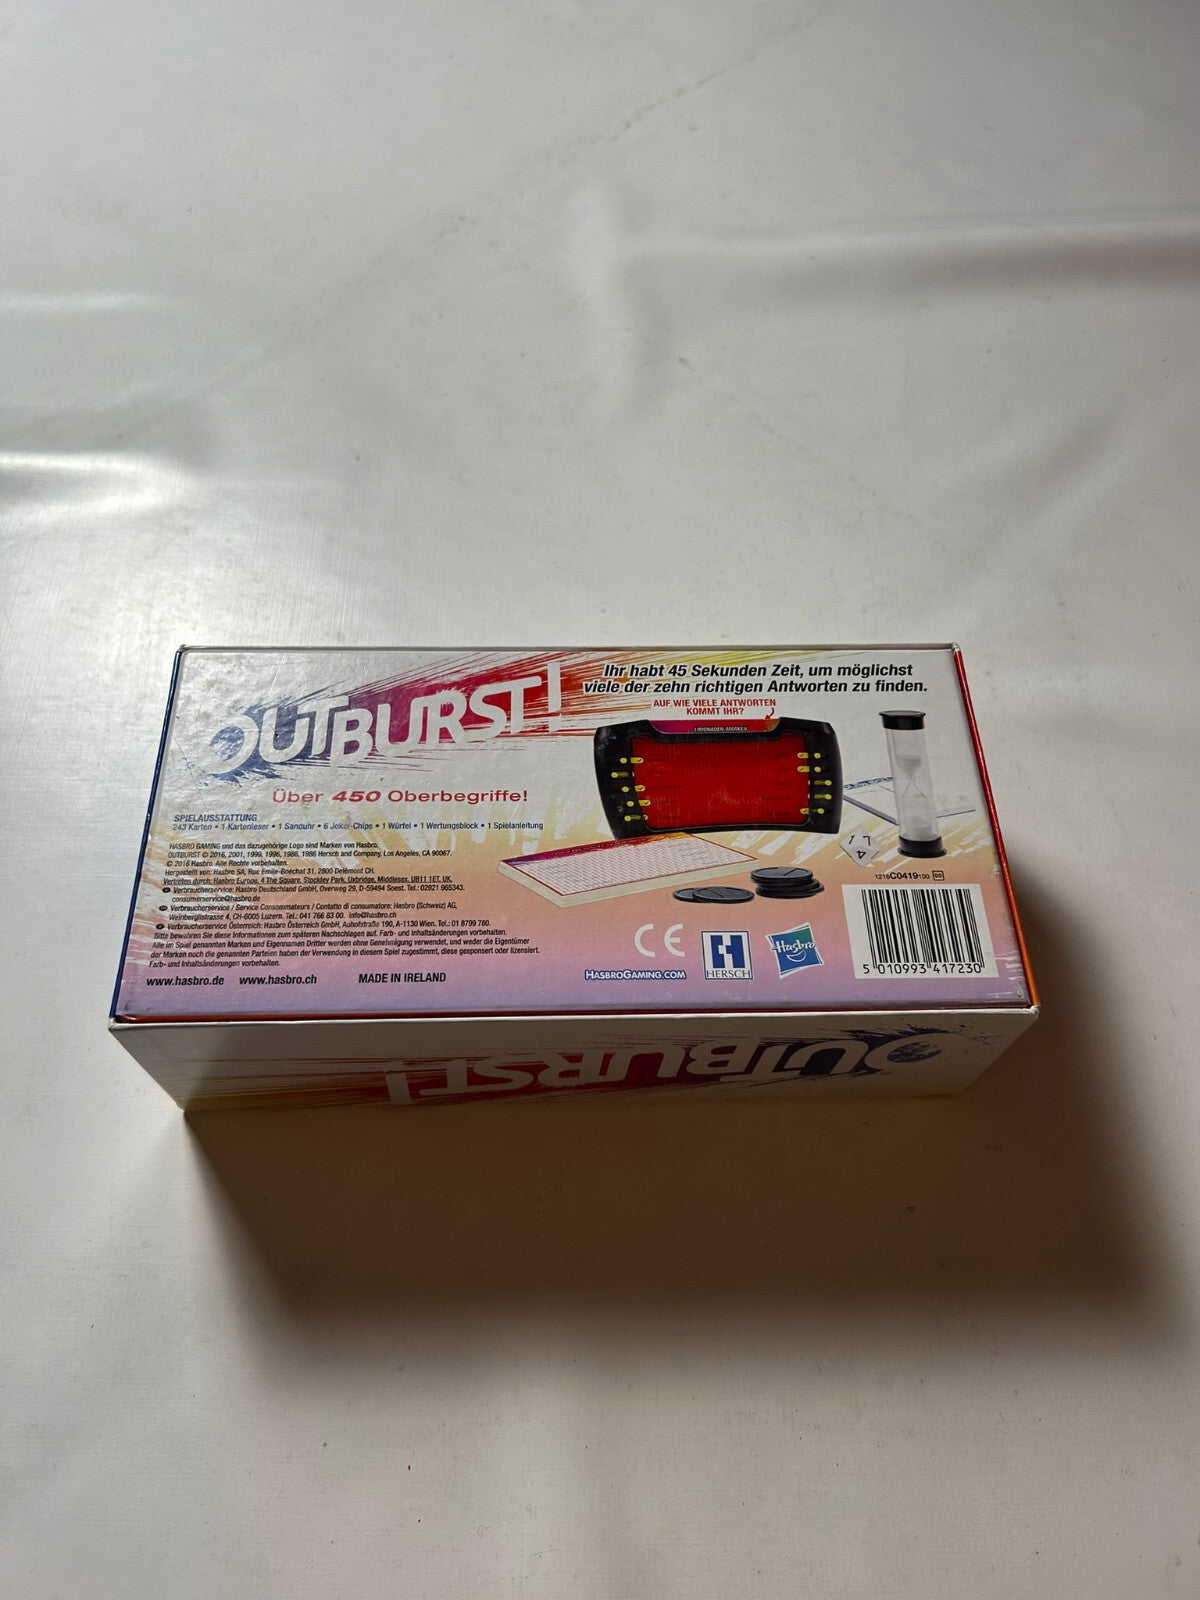 OUTBURST!
Über 450 Oberbegriffe!
Ihr habt 45 Sekunden Zeit, um möglichst
viele der zehn richtigen Antworten zu finden.
AUF WIE VIELE ANTWORTEN
KOMMT IHR?
LIMONADEN-MARKEN
SPIELAUSSTATTUNG
243 Karten • 1 Kartenleser • 1 Sanduhr • 6 Joker-Chips • 1 Würfel • 1 Wertungsblock • 1 Spielanleitung
HASBRO GAMING und das dazugehörige Logo sind Marken von Hasbro.
OUTBURST © 2016, 2001, 1999, 1996, 1988, 1986 Hersch and Company, Los Angeles, CA 90067.
© 2016 Hasbro. Alle Rechte vorbehalten.
Hergestellt von: Hasbro SA, Rue Emile-Boéchat 31, 2800 Delémont CH.
Vertreten durch: Hasbro Europe, 4 The Square, Stockley Park, Uxbridge, Middlesex, UB11 1ET. UK.
Verbraucherservice: Hasbro Deutschland GmbH, Overweg 29, D-59494 Soest. Tel.: 02921 965343.
consumerservice@hasbro.de
Verbraucherservice / Service Consommateurs / Contatto di consumatore: Hasbro (Schweiz) AG,
Weinberglistrasse 4, CH-6005 Luzern. Tel.: 041 766 83 00. info@hasbro.ch
Verbraucherservice Österreich: Hasbro Österreich GmbH, Auhofstraße 190, A-1130 Wien. Tel.: 01 8799 780.
Bitte bewahren Sie diese Informationen zum späteren Nachschlagen auf. Farb- und Inhaltsänderungen vorbehalten.
Alle im Spiel genannten Marken und Eigennamen Dritter werden ohne Genehmigung verwendet, und weder die Eigentümer
der Marken noch die genannten Parteien haben der Verwendung in diesem Spiel zugestimmt, diese gesponsert oder lizensiert.
Farb- und Inhaltsänderungen vorbehalten.
www.hasbro.de www.hasbro.ch MADE IN IRELAND
CE
HASBROGAMING.COM
HERSCH
Hasbro
4
1216C0419100 00
5 010993 417230
OUTBURST!